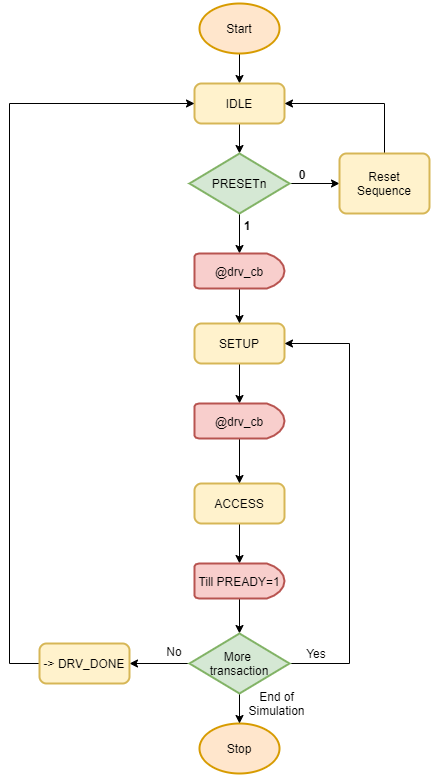 Start
IDLE
PRESETn
0
Reset
Sequence
1
@drv_cb
SETUP
@drv_cb
ACCESS
Till PREADY=1
More
transaction
No
Yes
-> DRV_DONE
End of
Simulation
Stop